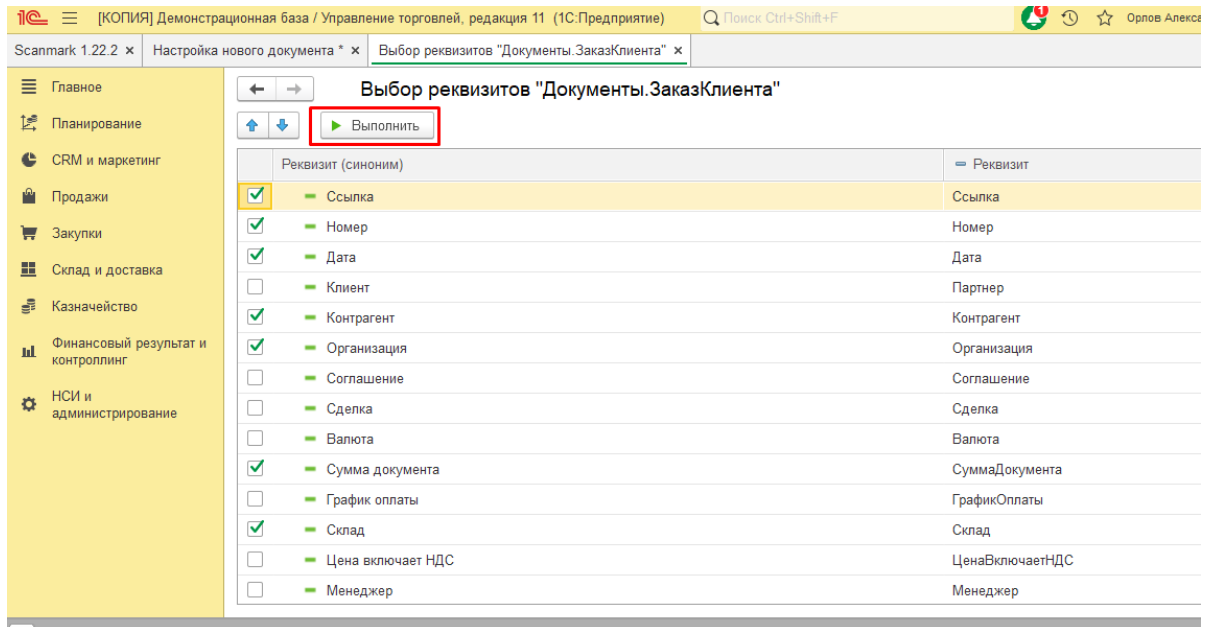 1С [КОПИЯ] Демонстрационная база / Управление торговлей, редакция 11 (1С:Предприятие) Поиск Ctrl+Shift+F Орлов Алекса
Scanmark 1.22.2 × Настройка нового документа * × Выбор реквизитов "Документы.ЗаказКлиента" ×
Главное
Планирование
CRM и маркетинг
Продажи
Закупки
Склад и доставка
Казначейство
Финансовый результат и
контроллинг
НСИ и
администрирование
Выбор реквизитов "Документы.ЗаказКлиента"
Выполнить
Реквизит (синоним) Реквизит
Ссылка Ссылка
Номер Номер
Дата Дата
Клиент Партнер
Контрагент Контрагент
Организация Организация
Соглашение Соглашение
Сделка Сделка
Валюта Валюта
Сумма документа СуммаДокумента
График оплаты ГрафикОплаты
Склад Склад
Цена включает НДС ЦенаВключаетНДС
Менеджер Менеджер